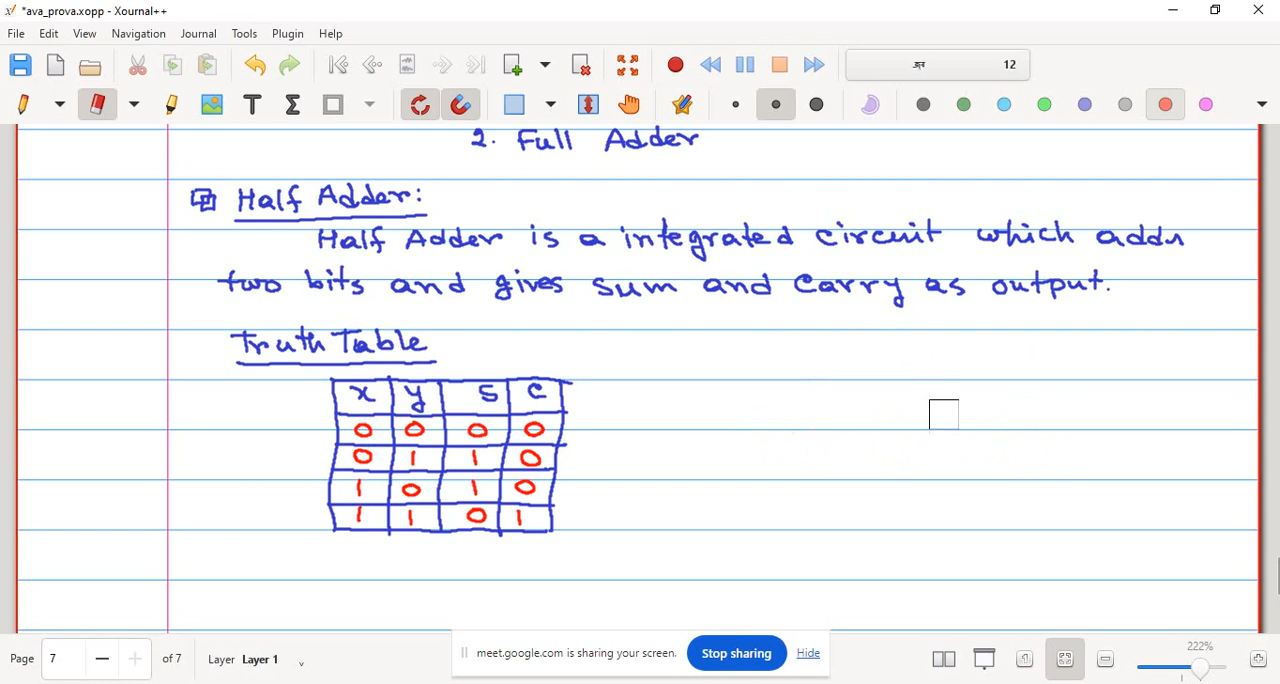 *ava_prova.xopp - Xournal++
File Edit View Navigation Journal Tools Plugin Help
জব 12
2. Full Adder
Half Adder:
Half Adder is a integrated circuit which adds
two bits and gives sum and Carry as output.
Truth Table
x y S C
0 0 0 0
0 1 1 0
1 0 1 0
1 1 0 1
meet.google.com is sharing your screen. Stop sharing Hide
Page 7 of 7 Layer Layer 1 222%